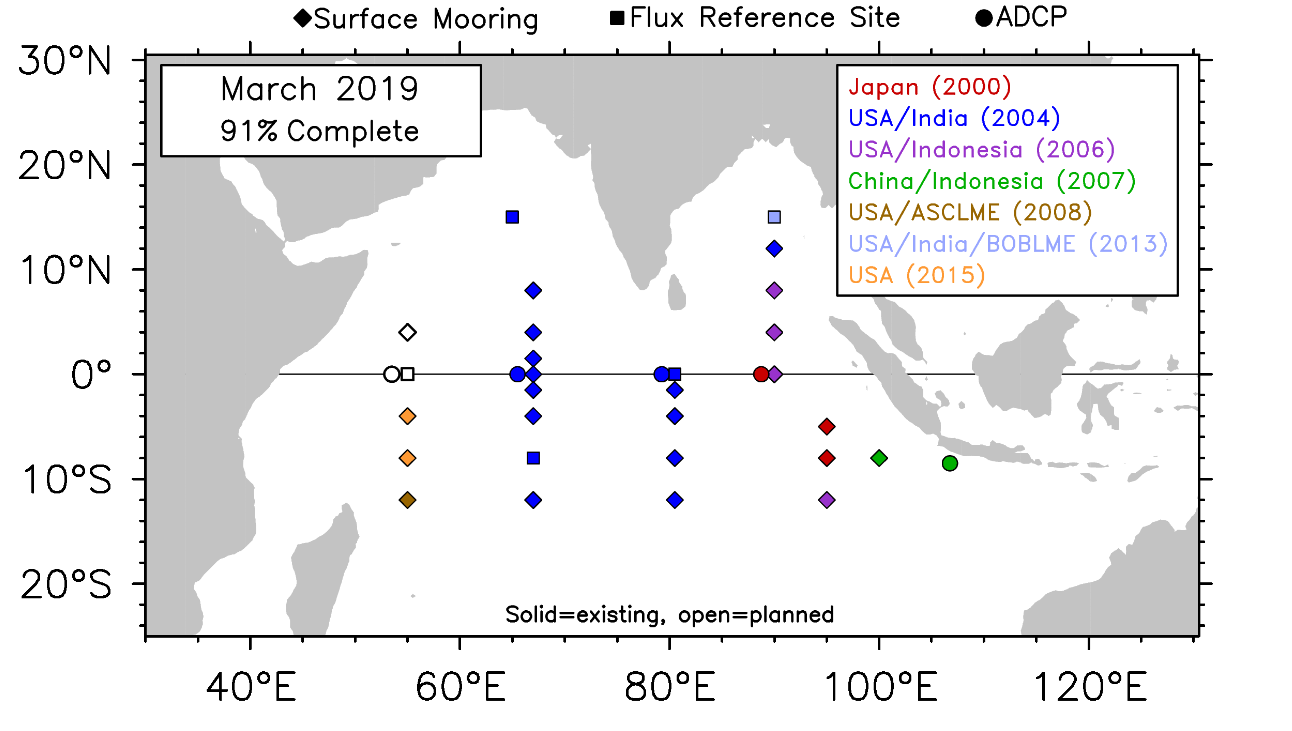 ◆Surface Mooring ■Flux Reference Site ●ADCP
30°N
March 2019
91% Complete
Japan (2000)
USA/India (2004)
USA/Indonesia (2006)
China/Indonesia (2007)
USA/ASCLME (2008)
USA/India/BOBLME (2013)
USA (2015)
20°N
10°N
0°
10°S
20°S
Solid=existing, open=planned
40°E 60°E 80°E 100°E 120°E